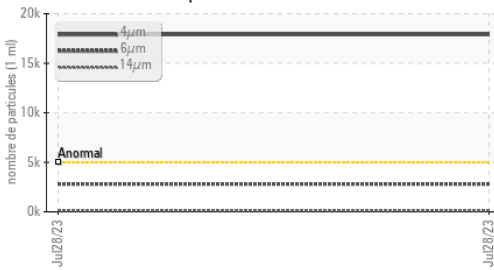 20k
4µm
6µm
14µm
15k
nombre de particules (1 ml)
10k
Anormal
5k
0k
Jul28/23
Jul28/23